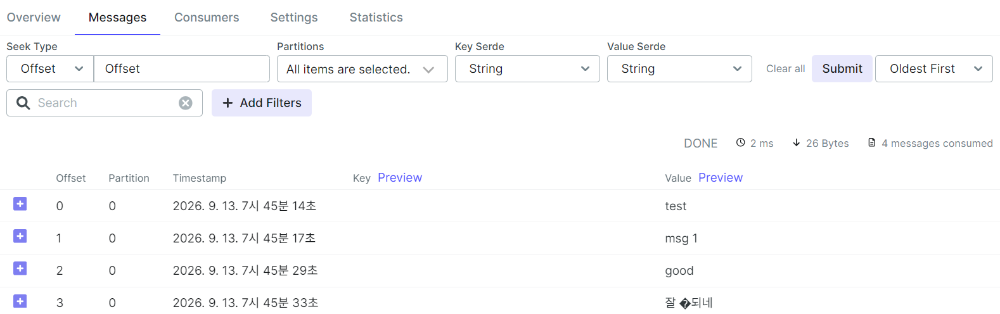 Overview Messages Consumers Settings Statistics
Seek Type Partitions Key Serde Value Serde
Offset Offset All items are selected. String String Clear all Submit Oldest First
Search Add Filters
DONE 2 ms 26 Bytes 4 messages consumed
Offset Partition Timestamp Key Preview Value Preview
0 0 2026. 9. 13. 7시 45분 14초 test
1 0 2026. 9. 13. 7시 45분 17초 msg 1
2 0 2026. 9. 13. 7시 45분 29초 good
3 0 2026. 9. 13. 7시 45분 33초 잘 �되네